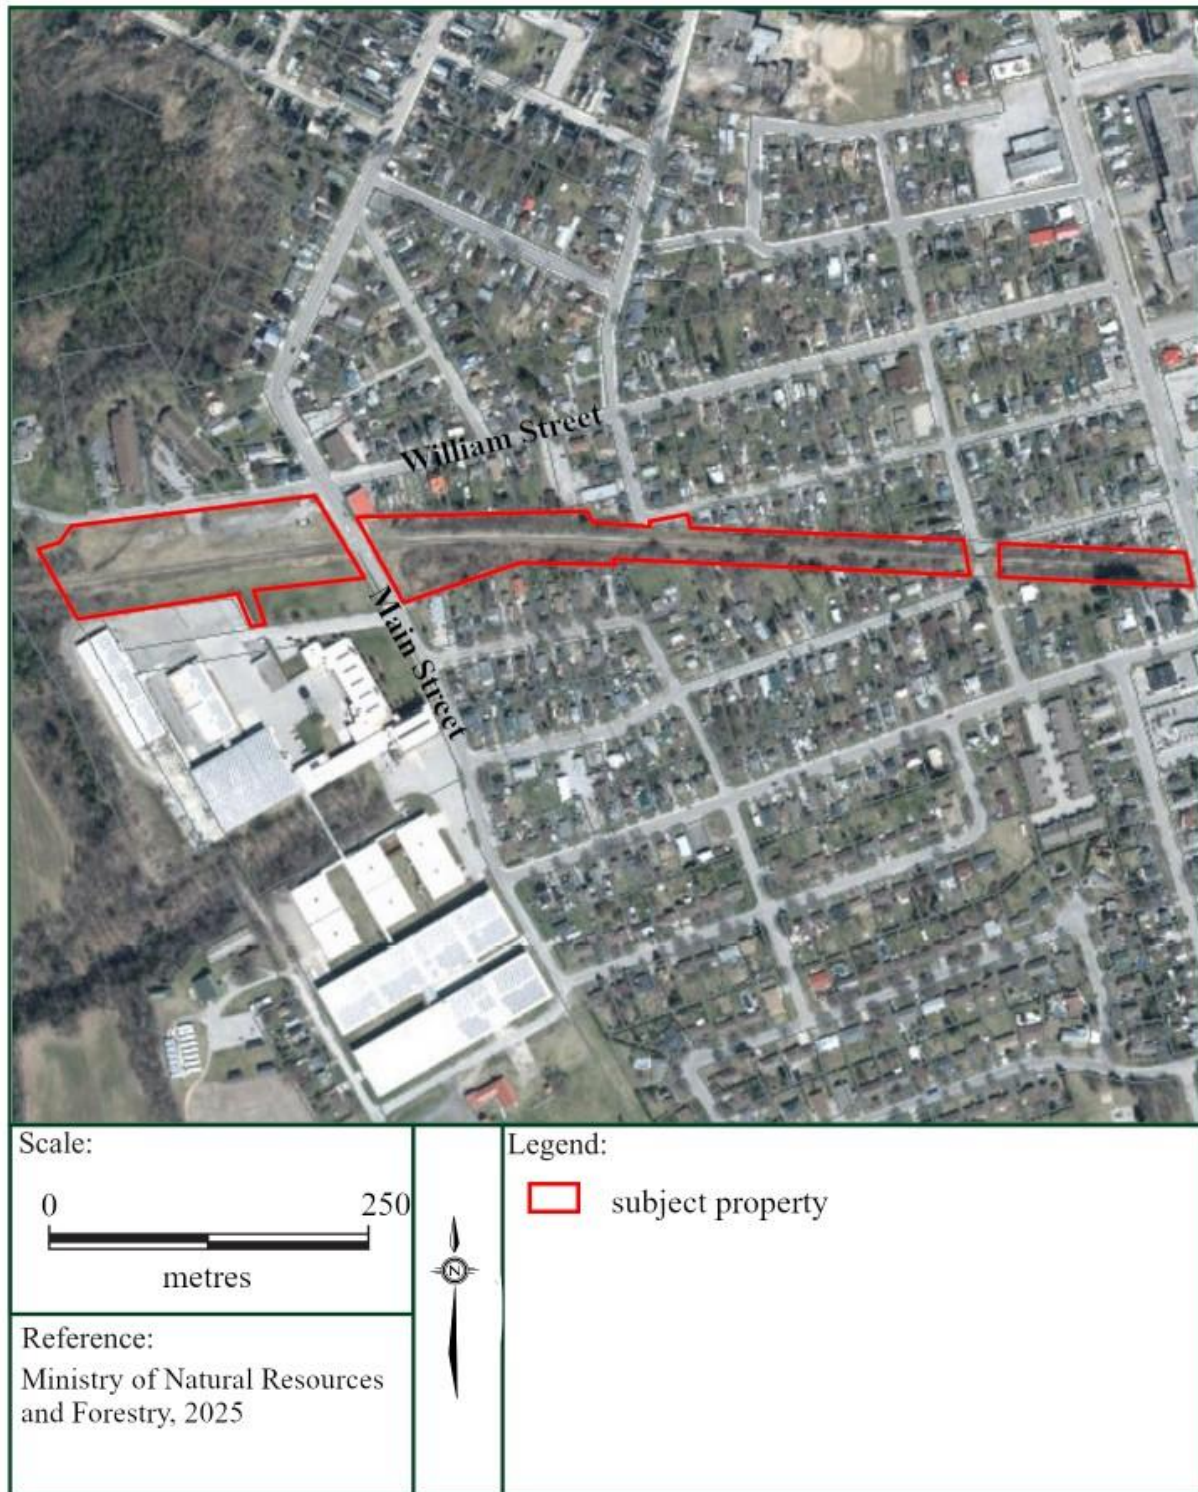 William Street
Main Street
Scale:
0 250
metres
N
Legend:
subject property
Reference:
Ministry of Natural Resources
and Forestry, 2025